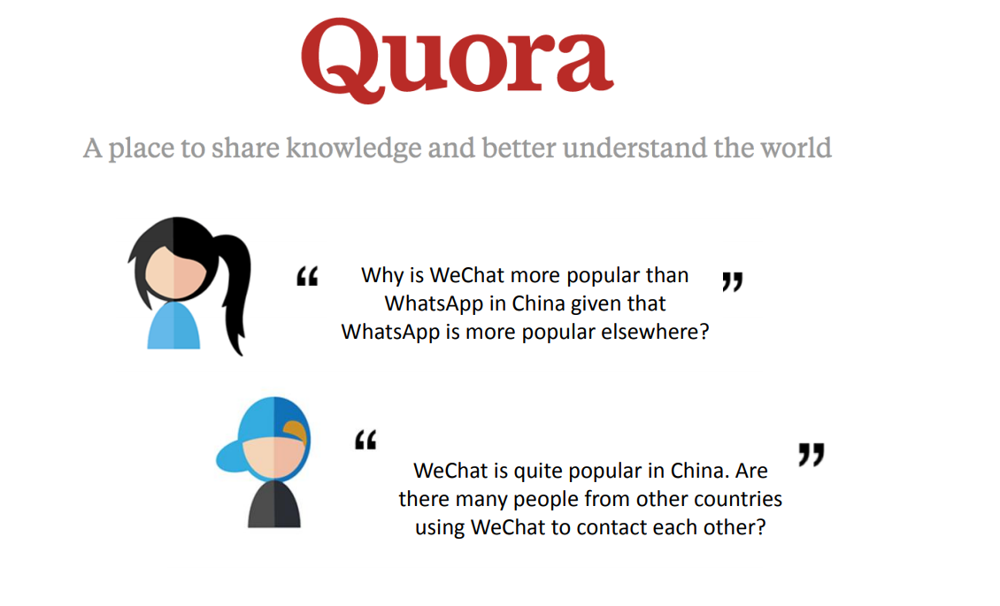 Quora
A place to share knowledge and better understand the world
“ Why is WeChat more popular than ”
WhatsApp in China given that
WhatsApp is more popular elsewhere?
“ ”
WeChat is quite popular in China. Are
there many people from other countries
using WeChat to contact each other?